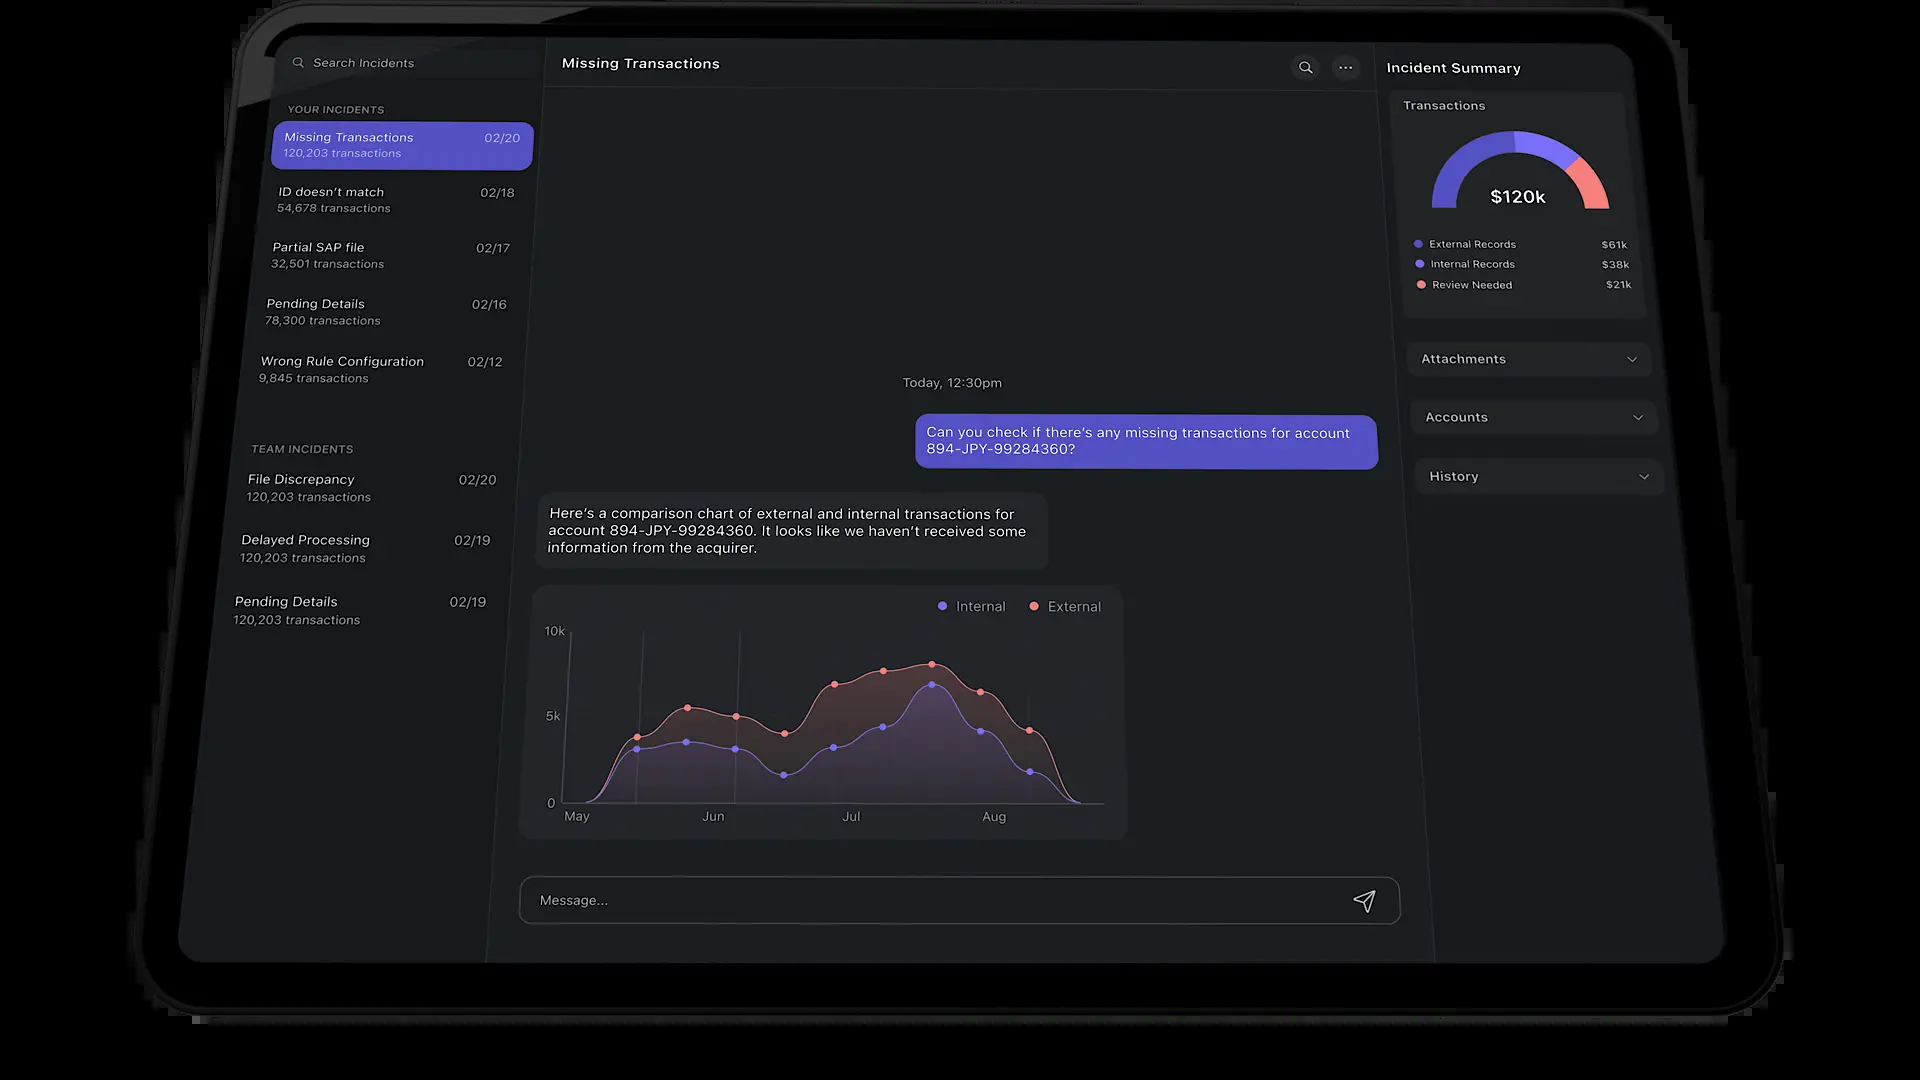 Search Incidents
YOUR INCIDENTS
Missing Transactions 02/20
120,203 transactions
ID doesn’t match 02/18
54,678 transactions
Partial SAP file 02/17
32,501 transactions
Pending Details 02/16
78,300 transactions
Wrong Rule Configuration 02/12
9,845 transactions
TEAM INCIDENTS
File Discrepancy 02/20
120,203 transactions
Delayed Processing 02/19
120,203 transactions
Pending Details 02/19
120,203 transactions
Missing Transactions
Today, 12:30pm
Can you check if there’s any missing transactions for account
894-JPY-99284360?
Here’s a comparison chart of external and internal transactions for
account 894-JPY-99284360. It looks like we haven’t received some
information from the acquirer.
Internal External
10k
5k
0
May Jun Jul Aug
Message...
Incident Summary
Transactions
$120k
External Records $61k
Internal Records $38k
Review Needed $21k
Attachments
Accounts
History